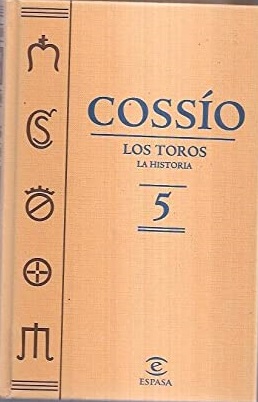 COSSÍO
LOS TOROS
LA HISTORIA
5
e
ESPASA